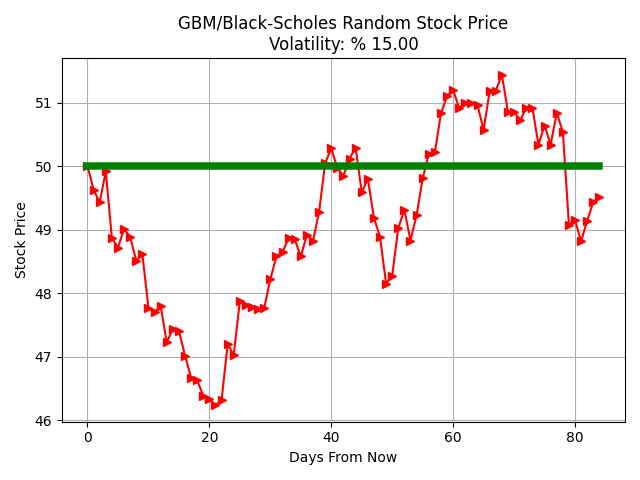 GBM/Black-Scholes Random Stock Price
Volatility: % 15.00
51
50
49
48
47
46
Stock Price
0 20 40 60 80
Days From Now